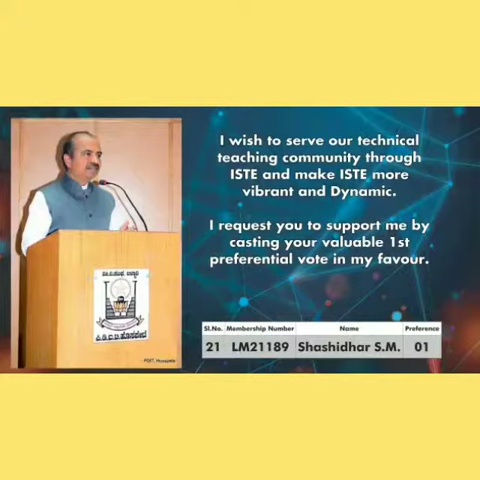 I wish to serve our technical
teaching community through
ISTE and make ISTE more
vibrant and Dynamic.
I request you to support me by
casting your valuable 1st
preferential vote in my favour.
Sl.No. Membership Number Name Preference
21 LM21189 Shashidhar S.M. 01